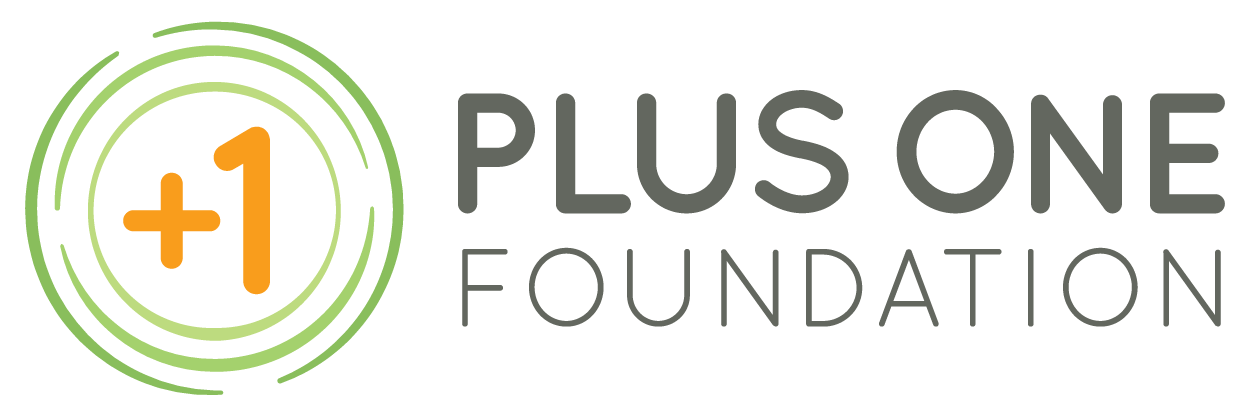 +1
PLUS ONE
FOUNDATION